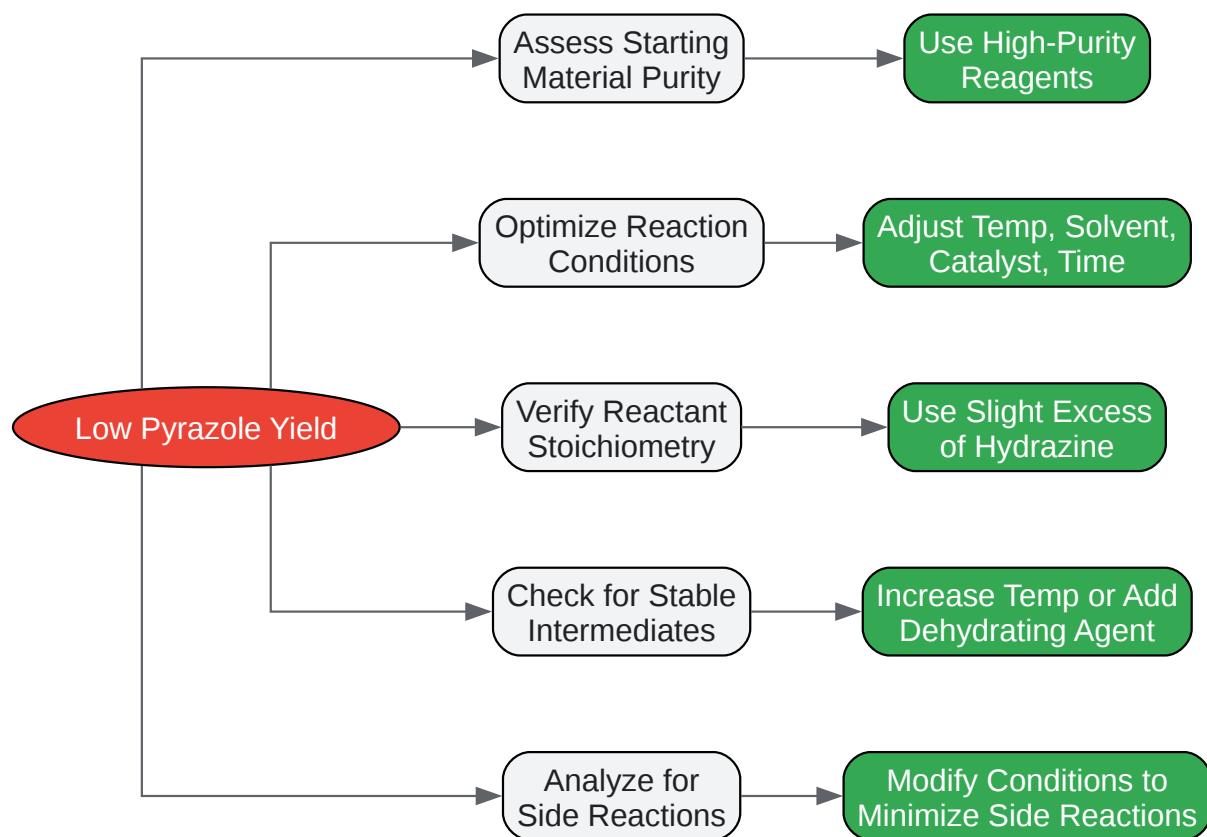 Assess Starting
Material Purity
Use High-Purity
Reagents
Optimize Reaction
Conditions
Adjust Temp, Solvent,
Catalyst, Time
Low Pyrazole Yield
Verify Reactant
Stoichiometry
Use Slight Excess
of Hydrazine
Check for Stable
Intermediates
Increase Temp or Add
Dehydrating Agent
Analyze for
Side Reactions
Modify Conditions to
Minimize Side Reactions